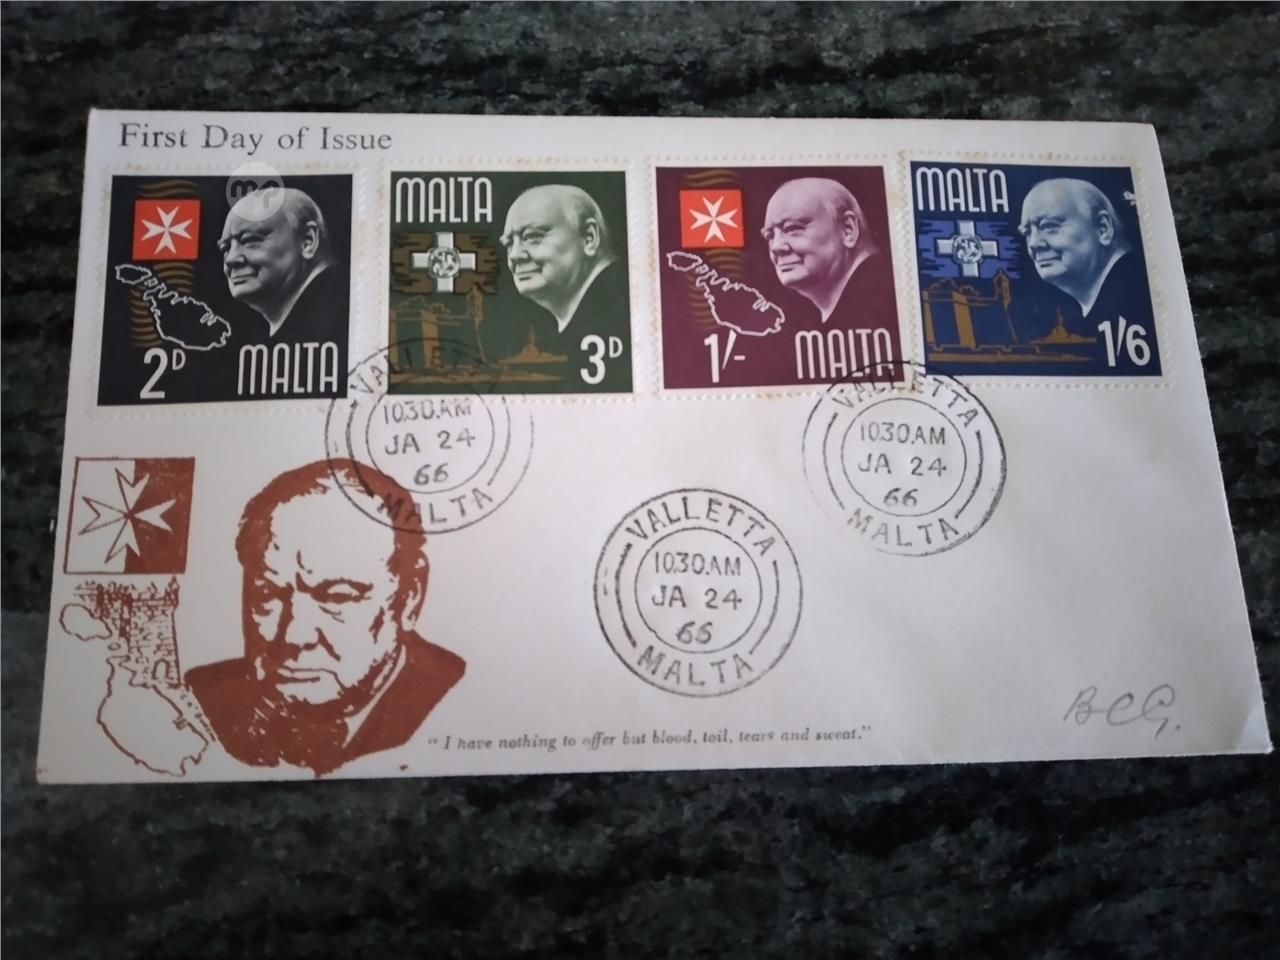 First Day of Issue
2D MALTA
MALTA
3D
1/- MALTA
MALTA
1/6
VALLETTA
10.30.AM
JA 24
66
MALTA
VALLETTA
10.30.AM
JA 24
66
MALTA
VALLETTA
10.30.AM
JA 24
66
MALTA
"I have nothing to offer but blood, toil, tears and sweat."
BCG.